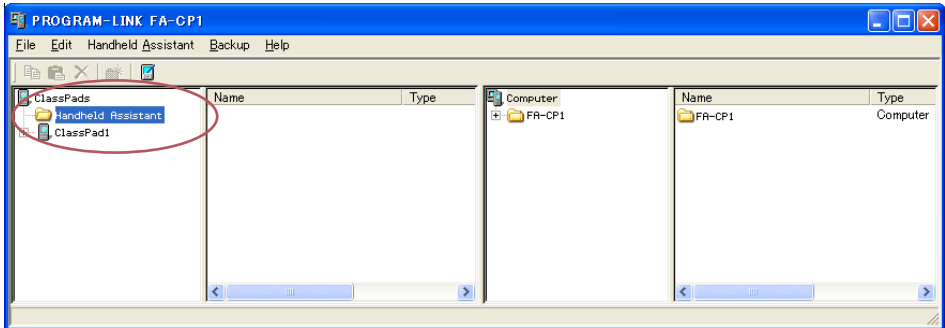 PROGRAM-LINK FA-CP1
File Edit Handheld Assistant Backup Help
ClassPads
Handheld Assistant
ClassPad1
Name Type
Computer
FA-CP1
Name Type
FA-CP1 Computer